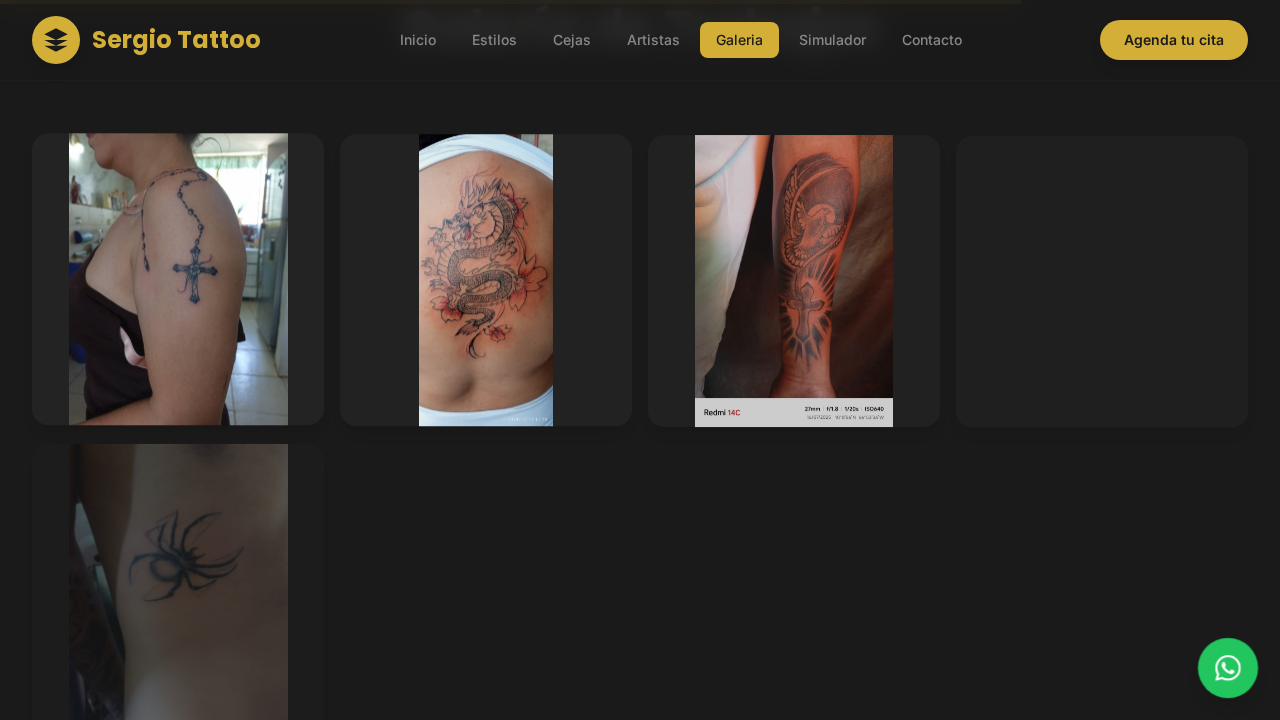 Sergio Tattoo
Inicio
Estilos
Cejas
Artistas
Galeria
Simulador
Contacto
Agenda tu cita
Redmi 14C
27mm | f/1.8 | 1/20s | ISO640